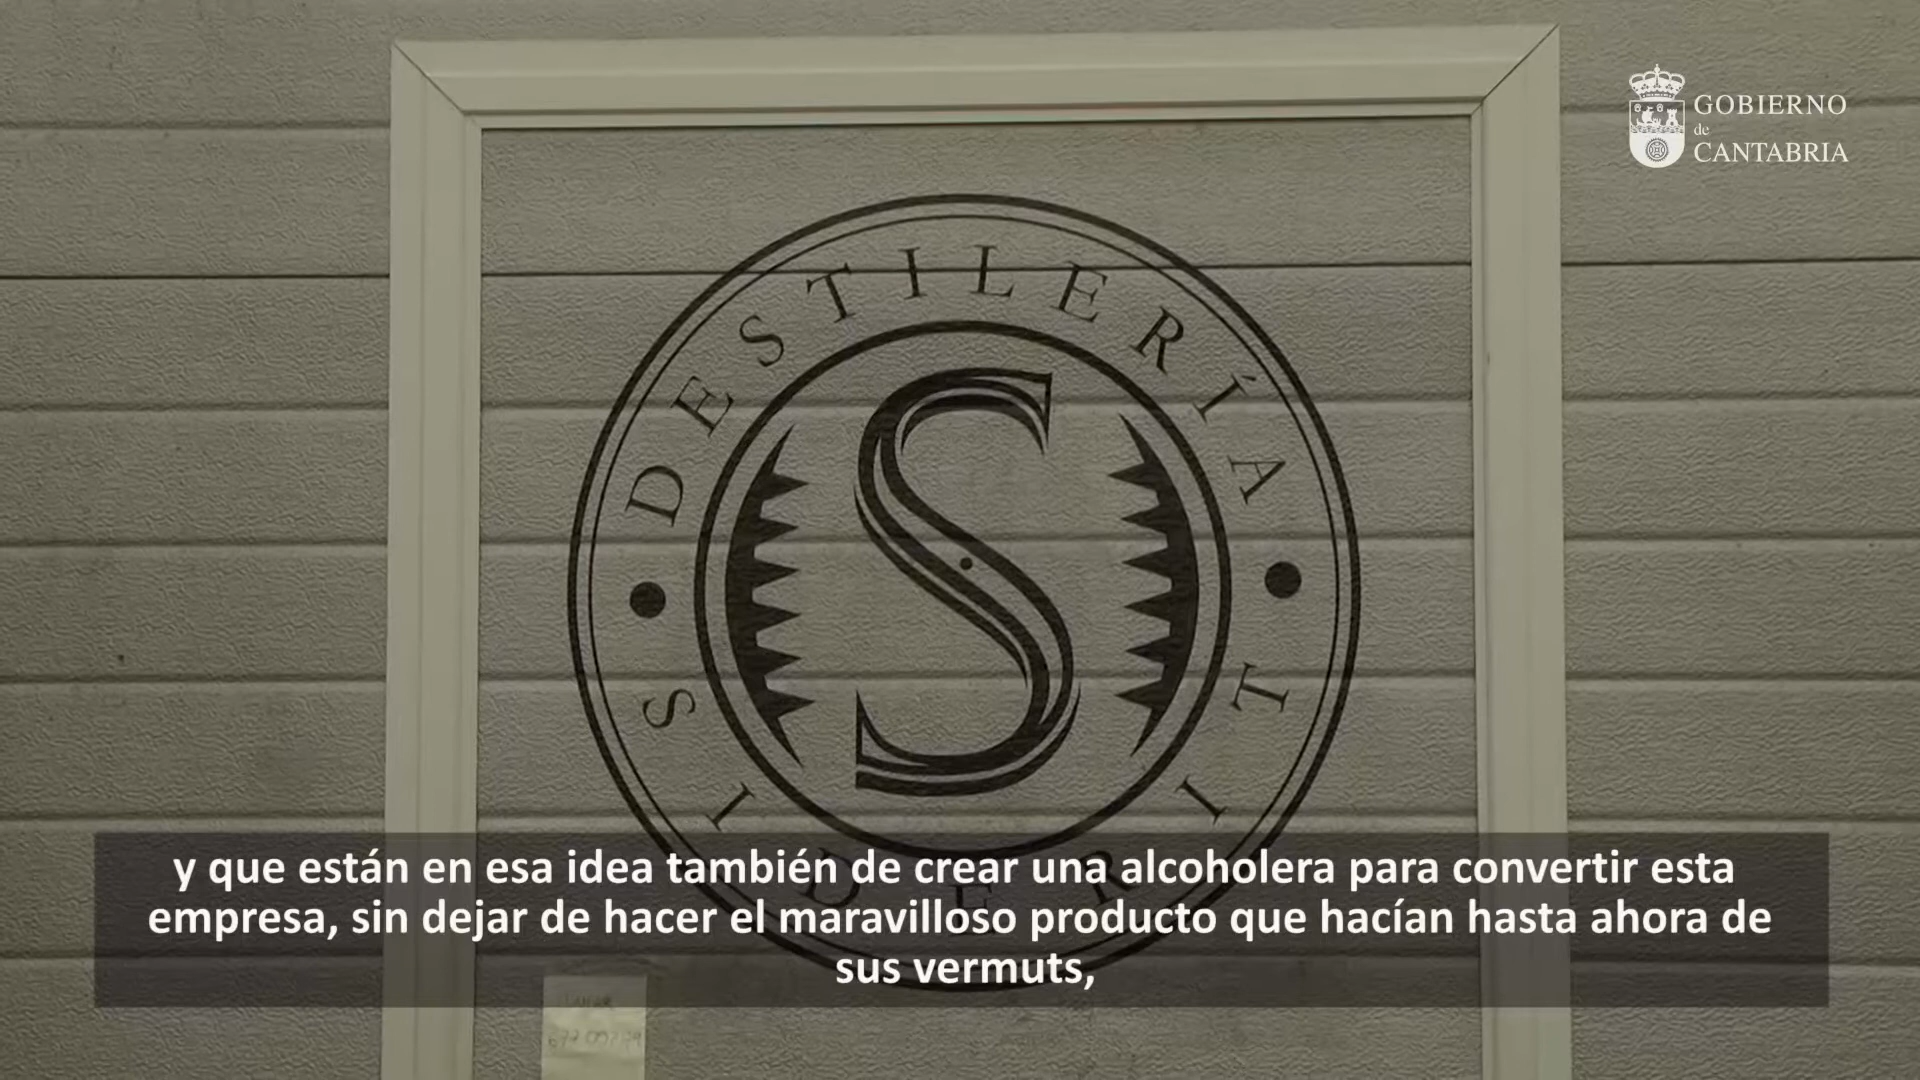 GOBIERNO
de
CANTABRIA
DESTILERÍA
SIDERIT
S
y que están en esa idea también de crear una alcoholera para convertir esta
empresa, sin dejar de hacer el maravilloso producto que hacían hasta ahora de
sus vermuts,